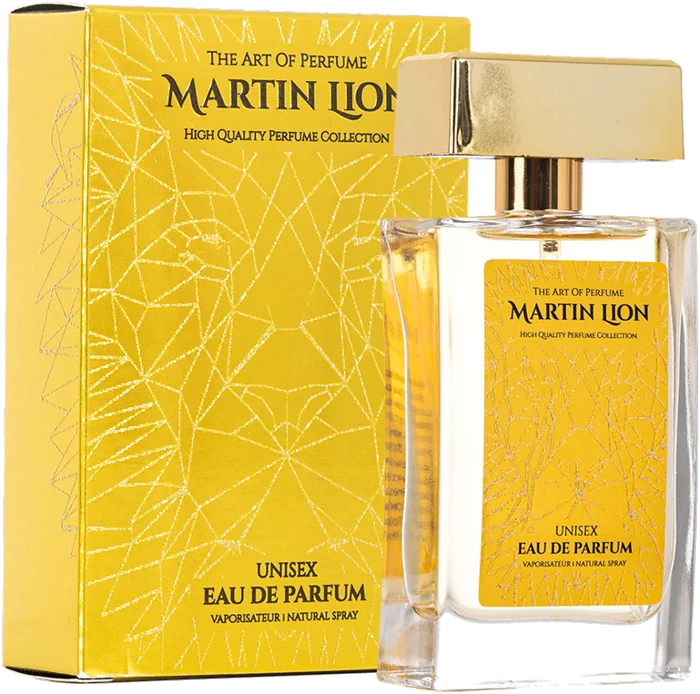 The Art Of Perfume
Martin Lion
High Quality Perfume Collection
Unisex
Eau de Parfum
Vaporisateur | Natural Spray
The Art Of Perfume
Martin Lion
High Quality Perfume Collection
Unisex
Eau de Parfum
Vaporisateur | Natural Spray